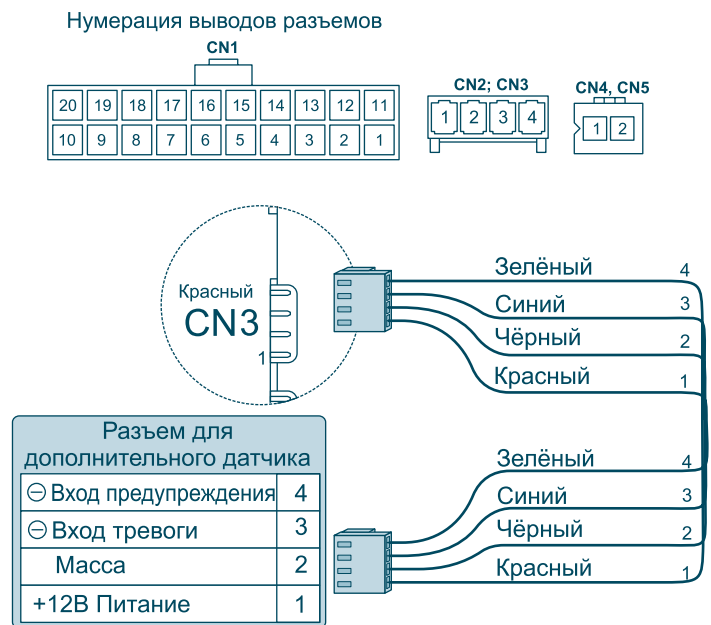 Нумерация выводов разъемов
CN1
CN2; CN3
CN4, CN5
20 19 18 17 16 15 14 13 12 11
10 9 8 7 6 5 4 3 2 1
1 2 3 4
1 2
Красный
CN3
1
Зелёный 4
Синий 3
Чёрный 2
Красный 1
Разъем для
дополнительного датчика
⊖ Вход предупреждения 4
⊖ Вход тревоги 3
Масса 2
+12В Питание 1
Зелёный 4
Синий 3
Чёрный 2
Красный 1